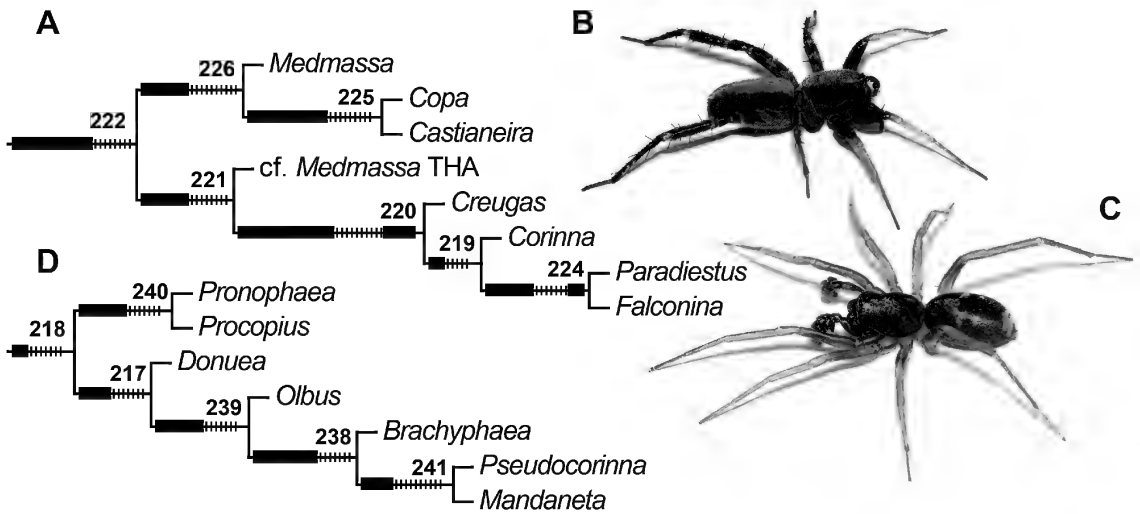 A
B
226
Medmassa
225
Copa
222
Castianeira
cf. Medmassa THA
221
220
Creugas
C
219
Corinna
D
224
Paradiestus
240
Pronophaea
Falconina
218
Procopius
Donuea
217
239
Olbus
238
Brachyphaea
241
Pseudocorinna
Mandaneta